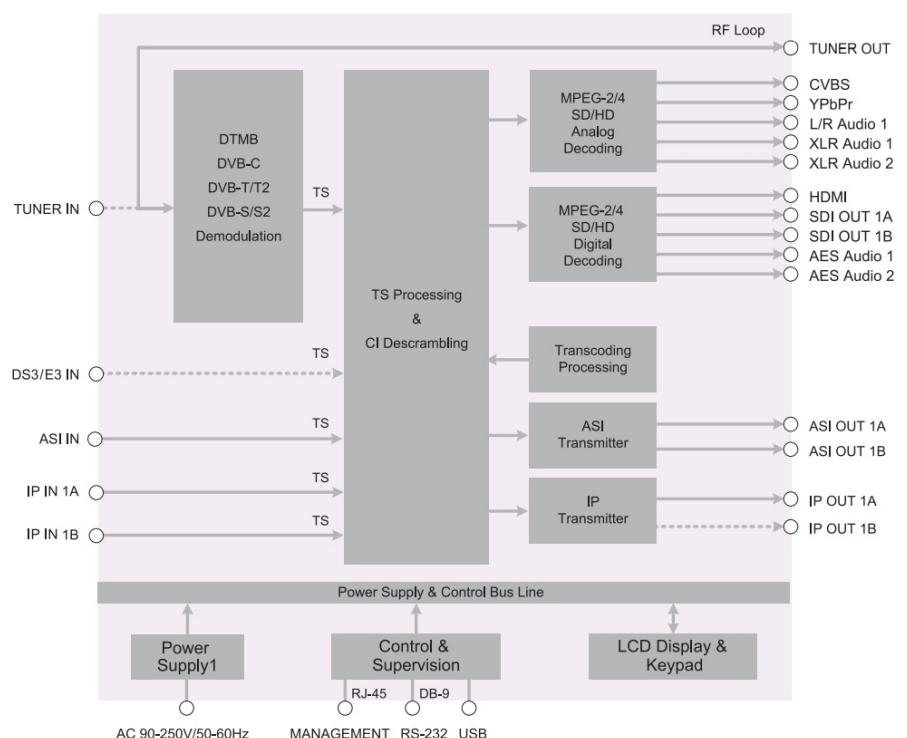 RF Loop
TUNER OUT
DTMB
DVB-C
DVB-T/T2
DVB-S/S2
Demodulation
TUNER IN
TS
TS Processing
&
CI Descrambling
MPEG-2/4
SD/HD
Analog
Decoding
CVBS
YPbPr
L/R Audio 1
XLR Audio 1
XLR Audio 2
MPEG-2/4
SD/HD
Digital
Decoding
HDMI
SDI OUT 1A
SDI OUT 1B
AES Audio 1
AES Audio 2
DS3/E3 IN
TS
Transcoding
Processing
ASI IN
TS
ASI
Transmitter
ASI OUT 1A
ASI OUT 1B
IP IN 1A
TS
IP IN 1B
TS
IP
Transmitter
IP OUT 1A
IP OUT 1B
Power Supply & Control Bus Line
Power
Supply1
Control &
Supervision
LCD Display &
Keypad
RJ-45
DB-9
AC 90-250V/50-60Hz
MANAGEMENT
RS-232
USB